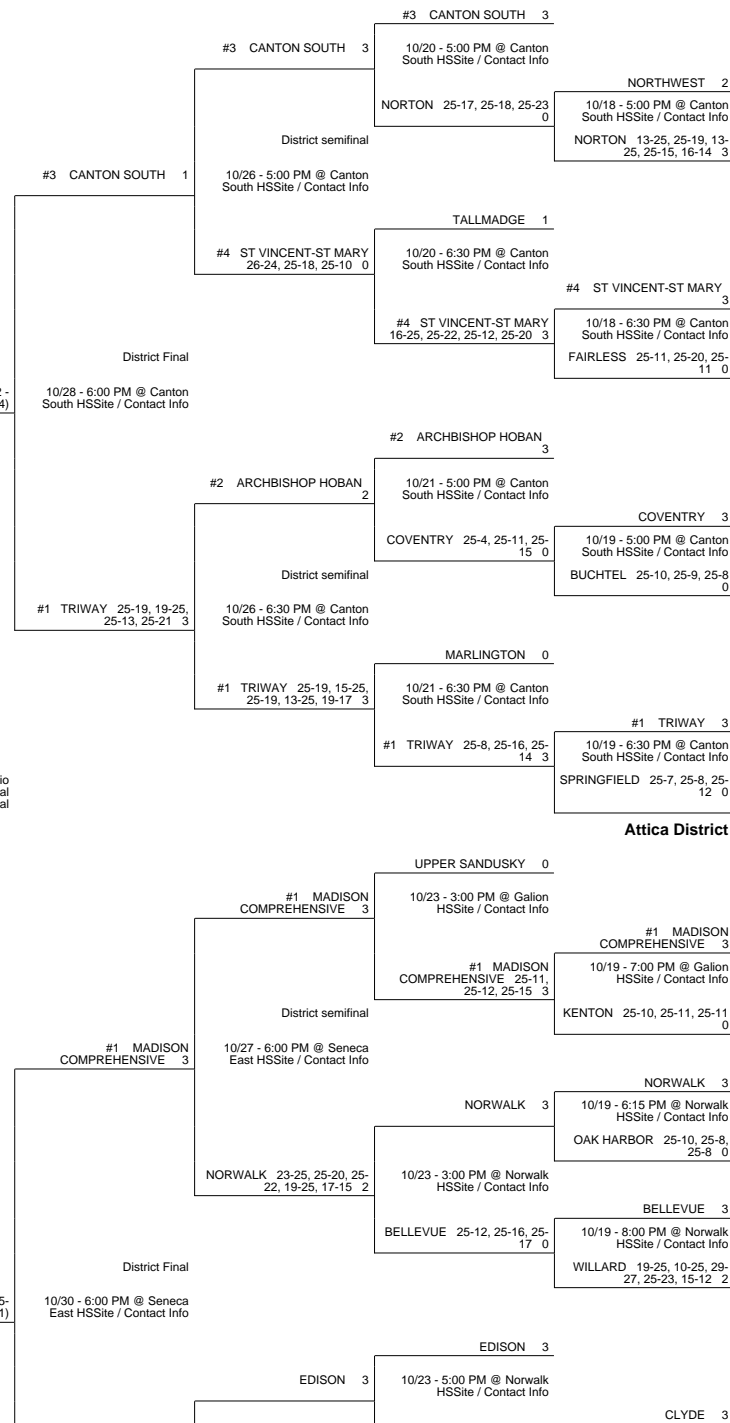 #3 CANTON SOUTH 3
#3 CANTON SOUTH 3
10/20 - 5:00 PM @ Canton
South HSSite / Contact Info
NORTHWEST 2
NORTON 25-17, 25-18, 25-23
0
10/18 - 5:00 PM @ Canton
South HSSite / Contact Info
NORTON 13-25, 25-19, 13-
25, 25-15, 16-14 3
District semifinal
#3 CANTON SOUTH 1
10/26 - 5:00 PM @ Canton
South HSSite / Contact Info
TALLMADGE 1
#4 ST VINCENT-ST MARY
26-24, 25-18, 25-10 0
10/20 - 6:30 PM @ Canton
South HSSite / Contact Info
#4 ST VINCENT-ST MARY
3
#4 ST VINCENT-ST MARY
16-25, 25-22, 25-12, 25-20 3
10/18 - 6:30 PM @ Canton
South HSSite / Contact Info
FAIRLESS 25-11, 25-20, 25-
11 0
District Final
2 -
4)
10/28 - 6:00 PM @ Canton
South HSSite / Contact Info
#2 ARCHBISHOP HOBAN
3
#2 ARCHBISHOP HOBAN
2
10/21 - 5:00 PM @ Canton
South HSSite / Contact Info
COVENTRY 3
COVENTRY 25-4, 25-11, 25-
15 0
10/19 - 5:00 PM @ Canton
South HSSite / Contact Info
BUCHTEL 25-10, 25-9, 25-8
0
District semifinal
#1 TRIWAY 25-19, 19-25,
25-13, 25-21 3
10/26 - 6:30 PM @ Canton
South HSSite / Contact Info
MARLINGTON 0
#1 TRIWAY 25-19, 15-25,
25-19, 13-25, 19-17 3
10/21 - 6:30 PM @ Canton
South HSSite / Contact Info
#1 TRIWAY 3
#1 TRIWAY 25-8, 25-16, 25-
14 3
10/19 - 6:30 PM @ Canton
South HSSite / Contact Info
SPRINGFIELD 25-7, 25-8, 25-
12 0
io
al
al
Attica District
UPPER SANDUSKY 0
#1 MADISON
COMPREHENSIVE 3
10/23 - 3:00 PM @ Galion
HSSite / Contact Info
#1 MADISON
COMPREHENSIVE 3
#1 MADISON
COMPREHENSIVE 25-11,
25-12, 25-15 3
10/19 - 7:00 PM @ Galion
HSSite / Contact Info
KENTON 25-10, 25-11, 25-11
0
District semifinal
#1 MADISON
COMPREHENSIVE 3
10/27 - 6:00 PM @ Seneca
East HSSite / Contact Info
NORWALK 3
NORWALK 3
10/19 - 6:15 PM @ Norwalk
HSSite / Contact Info
OAK HARBOR 25-10, 25-8,
25-8 0
NORWALK 23-25, 25-20, 25-
22, 19-25, 17-15 2
10/23 - 3:00 PM @ Norwalk
HSSite / Contact Info
BELLEVUE 3
BELLEVUE 25-12, 25-16, 25-
17 0
10/19 - 8:00 PM @ Norwalk
HSSite / Contact Info
WILLARD 19-25, 10-25, 29-
27, 25-23, 15-12 2
District Final
5-
1)
10/30 - 6:00 PM @ Seneca
East HSSite / Contact Info
EDISON 3
EDISON 3
10/23 - 5:00 PM @ Norwalk
HSSite / Contact Info
CLYDE 3